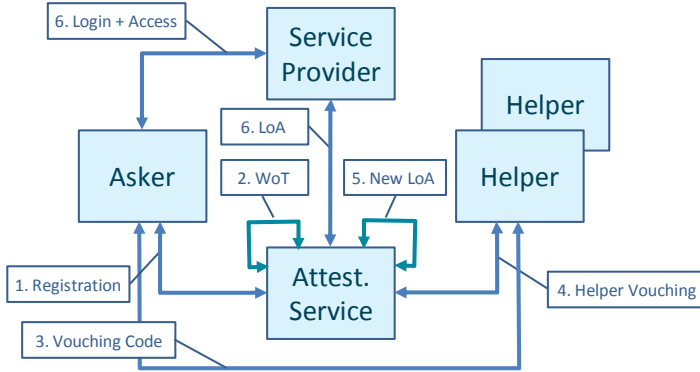 6. Login + Access
Service
Provider
Helper
6. LoA
Asker
2. WoT
5. New LoA
Helper
1. Registration
Attest.
Service
4. Helper Vouching
3. Vouching Code